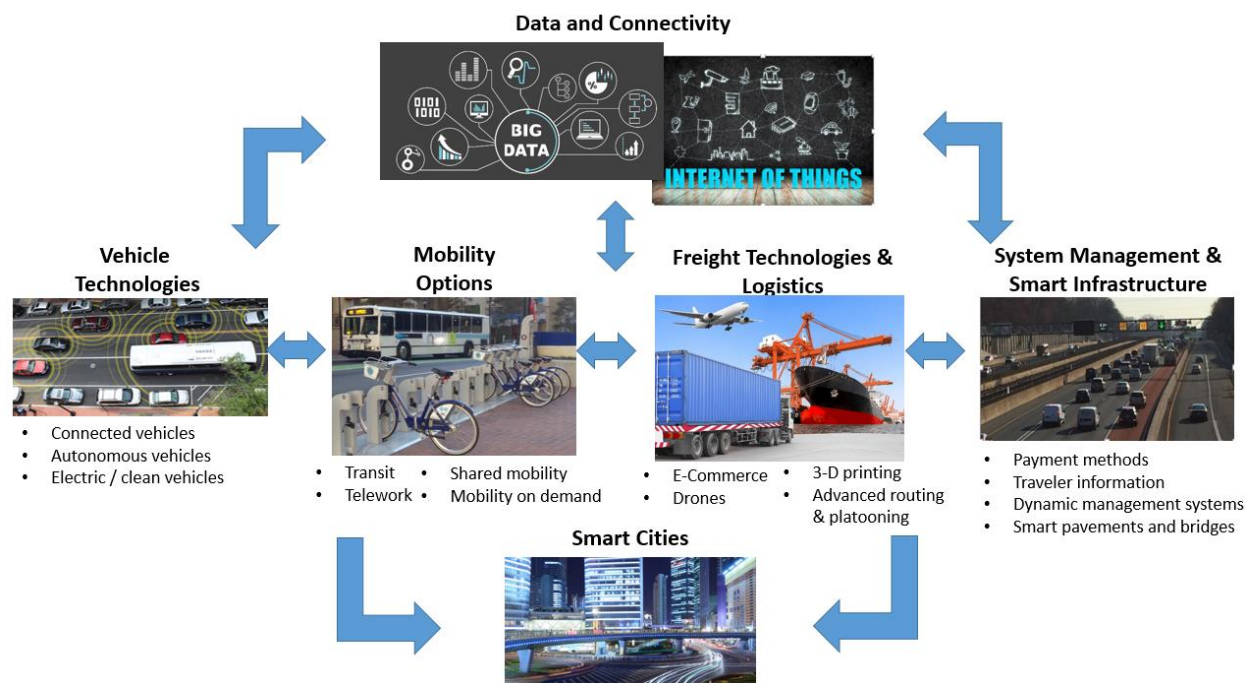 Data and Connectivity
0101
1010
%
BIG
DATA
INTERNET OF THINGS
Vehicle
Technologies
Mobility
Options
Freight Technologies &
Logistics
System Management &
Smart Infrastructure
• Connected vehicles
• Autonomous vehicles
• Electric / clean vehicles
• Transit
• Telework
• Shared mobility
• Mobility on demand
• E-Commerce
• Drones
• 3-D printing
• Advanced routing
& platooning
• Payment methods
• Traveler information
• Dynamic management systems
• Smart pavements and bridges
Smart Cities